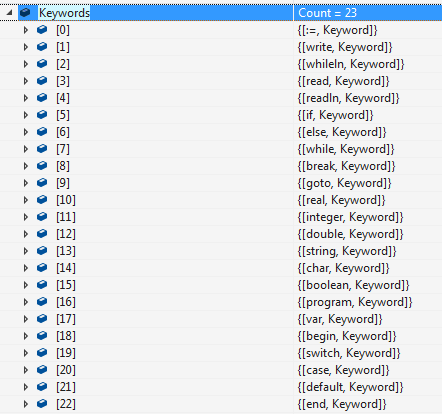 Keywords Count = 23
[0] {[:=, Keyword]}
[1] {[write, Keyword]}
[2] {[whileln, Keyword]}
[3] {[read, Keyword]}
[4] {[readln, Keyword]}
[5] {[if, Keyword]}
[6] {[else, Keyword]}
[7] {[while, Keyword]}
[8] {[break, Keyword]}
[9] {[goto, Keyword]}
[10] {[real, Keyword]}
[11] {[integer, Keyword]}
[12] {[double, Keyword]}
[13] {[string, Keyword]}
[14] {[char, Keyword]}
[15] {[boolean, Keyword]}
[16] {[program, Keyword]}
[17] {[var, Keyword]}
[18] {[begin, Keyword]}
[19] {[switch, Keyword]}
[20] {[case, Keyword]}
[21] {[default, Keyword]}
[22] {[end, Keyword]}